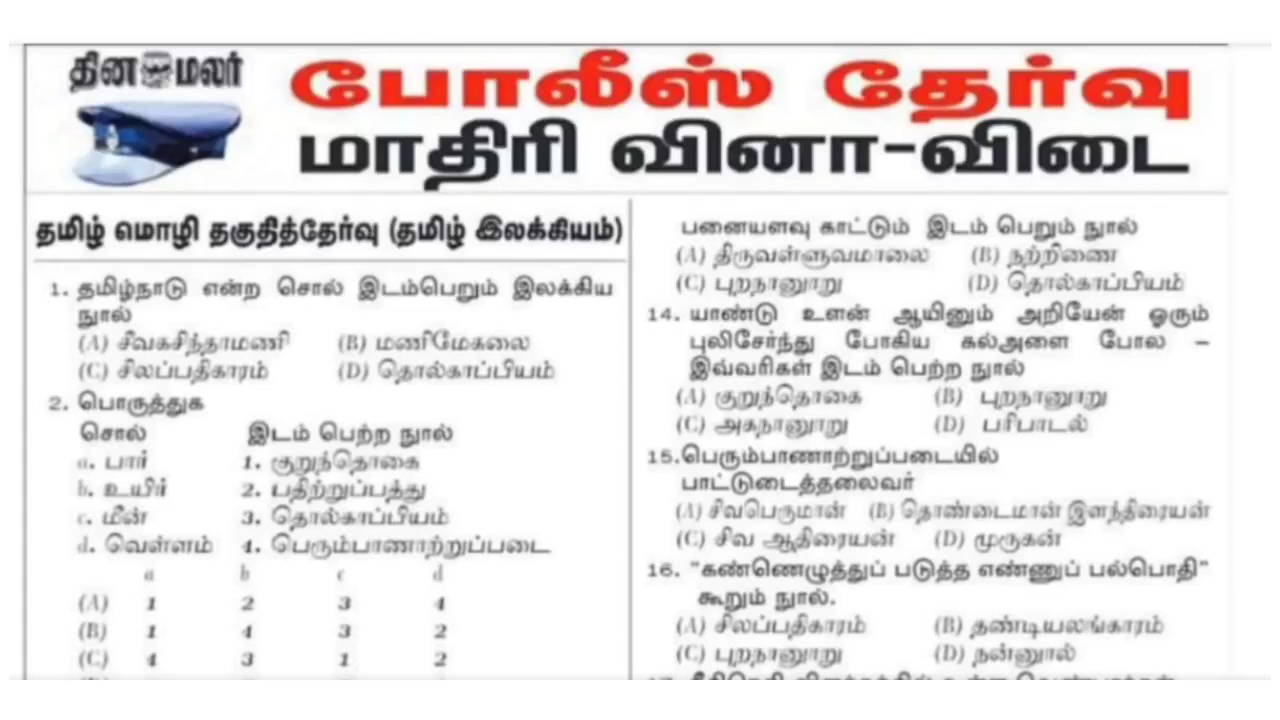 தினமலர்
போலீஸ் தேர்வு
மாதிரி வினா-விடை
தமிழ் மொழி தகுதித்தேர்வு (தமிழ் இலக்கியம்)
1. தமிழ்நாடு என்ற சொல் இடம்பெறும் இலக்கிய
நூல்
(A) சிவகசிந்தாமணி (B) மணிமேகலை
(C) சிலப்பதிகாரம் (D) தொல்காப்பியம்
2. பொருத்துக
சொல் இடம் பெற்ற நூல்
a. பார் 1. குறுந்தொகை
b. உயிர் 2. பதிற்றுப்பத்து
c. மீன் 3. தொல்காப்பியம்
d. வெள்ளம் 4. பெரும்பாணாற்றுப்படை
a b c d
(A) 1 2 3 4
(B) 1 4 3 2
(C) 4 3 1 2
பனையளவு காட்டும் இடம் பெறும் நூல்
(A) திருவள்ளுவமாலை (B) நற்றிணை
(C) புறநானூறு (D) தொல்காப்பியம்
14. யாண்டு உளன் ஆயினும் அறியேன் ஓரும்
புலிசேர்ந்து போகிய கல்அளை போல –
இவ்வரிகள் இடம் பெற்ற நூல்
(A) குறுந்தொகை (B) புறநானூறு
(C) அகநானூறு (D) பரிபாடல்
15.பெரும்பாணாற்றுப்படையில்
பாட்டுடைத்தலைவர்
(A) சிவபெருமான் (B) தொண்டைமான் இளந்திரையன்
(C) சிவ ஆதிரையன் (D) முருகன்
16. "கண்ணெழுத்துப் படுத்த எண்ணுப் பல்பொதி"
கூறும் நூல்.
(A) சிலப்பதிகாரம் (B) தண்டியலங்காரம்
(C) புறநானூறு (D) நன்னூல்